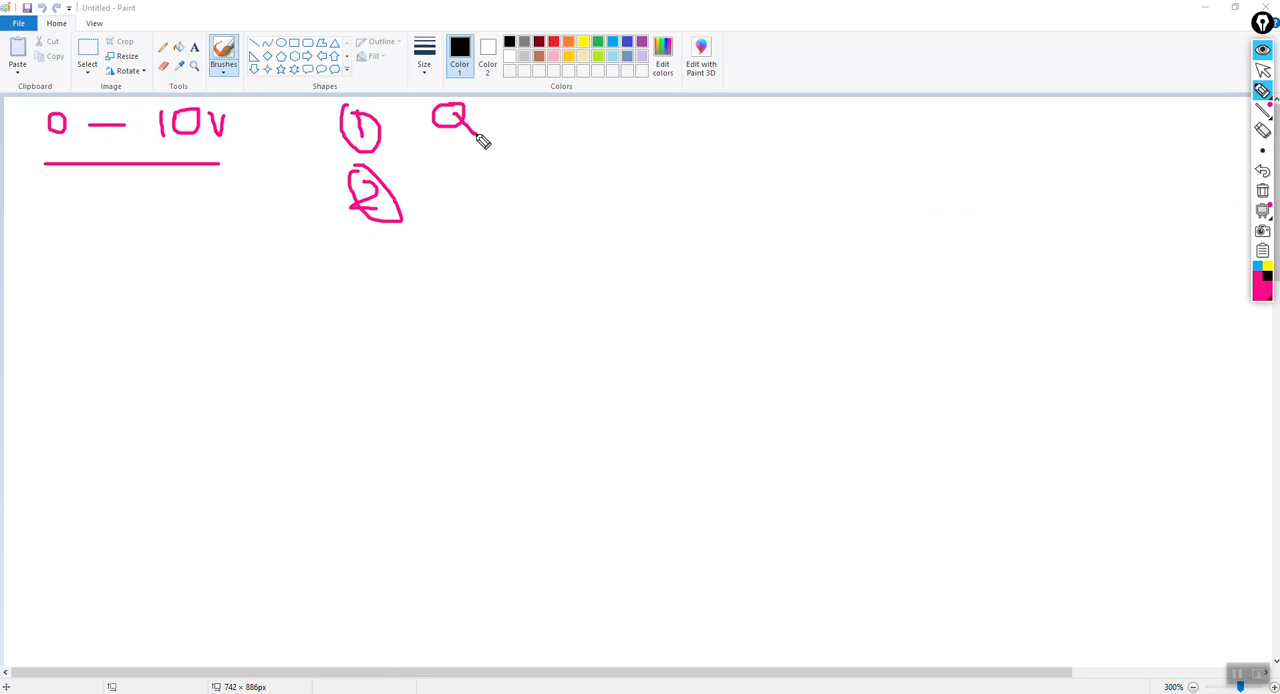 Untitled - Paint
File Home View
Paste
Cut
Copy
Clipboard
Select
Crop
Resize
Rotate
Image
Tools
Brushes
Shapes
Outline
Fill
Size
Color 1
Color 2
Colors
Edit colors
Edit with Paint 3D
0 — 10V
1
2
742 × 886px
300%